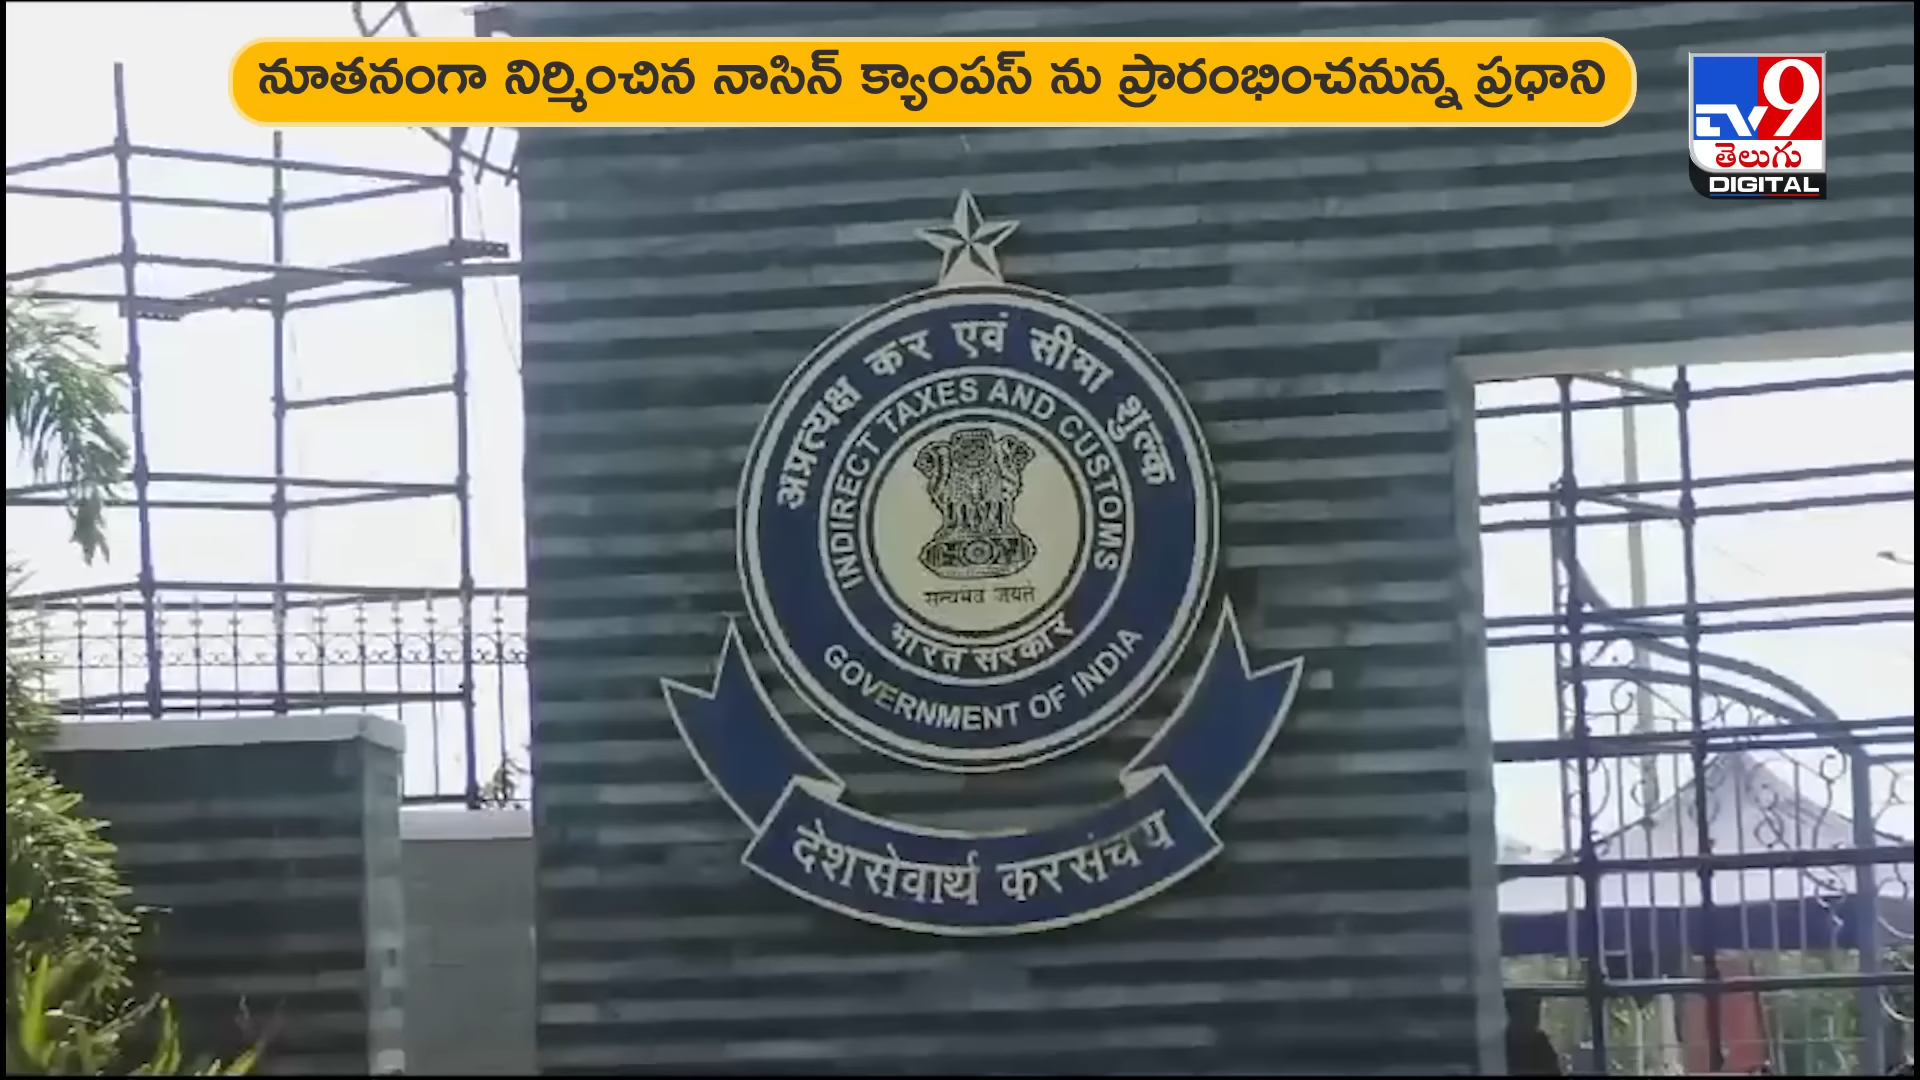 నూతనంగా నిర్మించిన నాసిన్ క్యాంపస్ ను ప్రారంభించనున్న ప్రధాని
TV9
తెలుగు
DIGITAL
अप्रत्यक्ष कर एवं सीमा शुल्क
INDIRECT TAXES AND CUSTOMS
सत्यमेव जयते
भारत सरकार
GOVERNMENT OF INDIA
देशसेवार्थ करसंचय